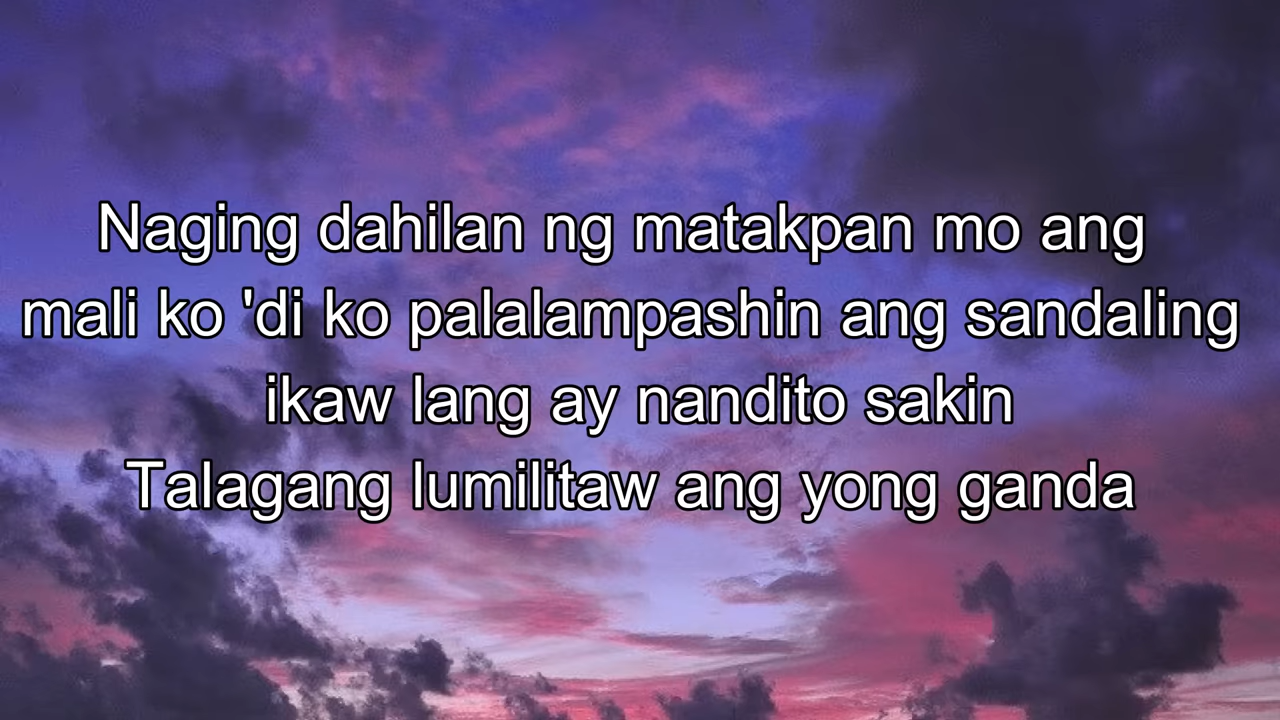 Naging dahilan ng matakpan mo ang
mali ko 'di ko palalampashin ang sandaling
ikaw lang ay nandito sakin
Talagang lumilitaw ang yong ganda